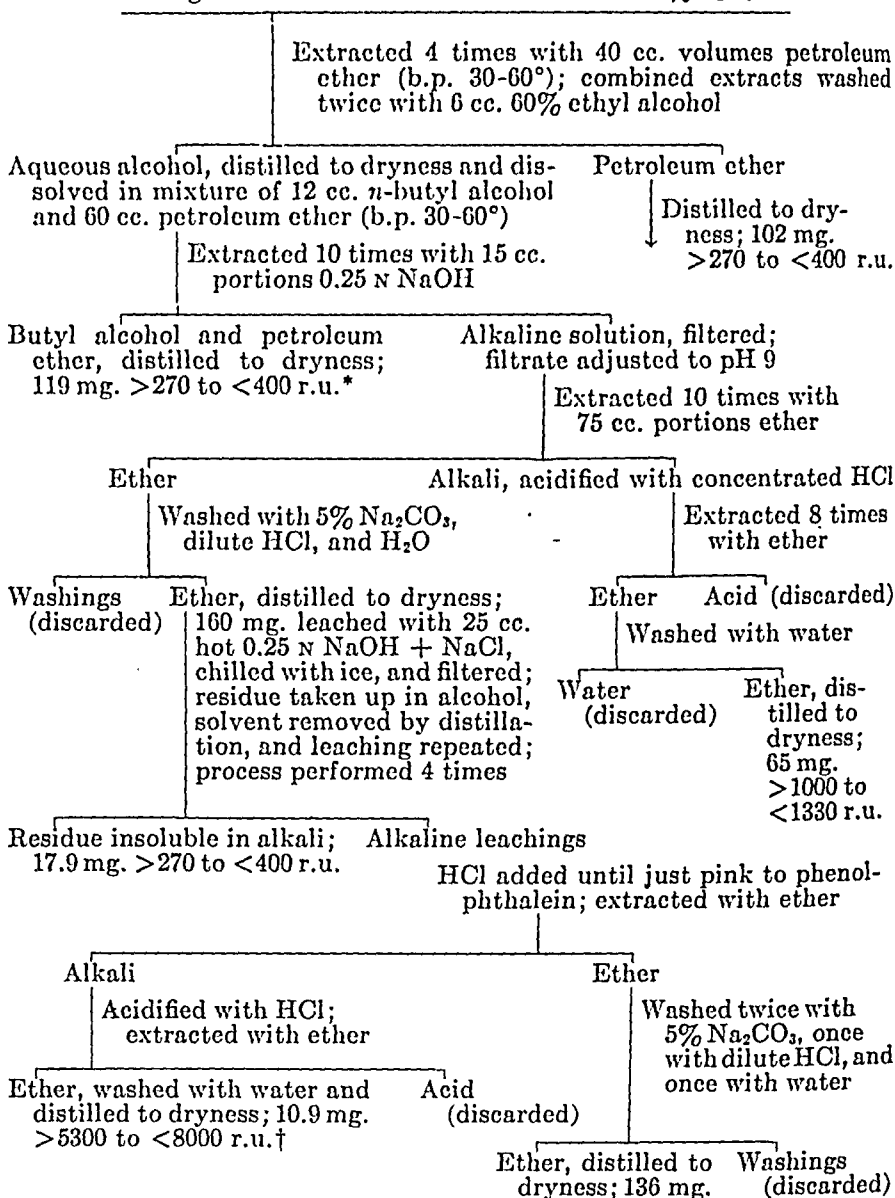 Extracted 4 times with 40 cc. volumes petroleum
ether (b.p. 30-60°); combined extracts washed
twice with 6 cc. 60% ethyl alcohol
Aqueous alcohol, distilled to dryness and dis-
solved in mixture of 12 cc. n-butyl alcohol
and 60 cc. petroleum ether (b.p. 30-60°)
Petroleum ether
Distilled to dry-
ness; 102 mg.
>270 to <400 r.u.
Extracted 10 times with 15 cc.
portions 0.25 N NaOH
Butyl alcohol and petroleum
ether, distilled to dryness;
119 mg. >270 to <400 r.u.*
Alkaline solution, filtered;
filtrate adjusted to pH 9
Extracted 10 times with
75 cc. portions ether
Ether
Alkali, acidified with concentrated HCl
Washed with 5% Na₂CO₃,
dilute HCl, and H₂O
Extracted 8 times
with ether
Washings
(discarded)
Ether, distilled to dryness;
160 mg. leached with 25 cc.
hot 0.25 N NaOH + NaCl,
chilled with ice, and filtered;
residue taken up in alcohol,
solvent removed by distilla-
tion, and leaching repeated;
process performed 4 times
Ether
Acid (discarded)
Washed with water
Water
(discarded)
Ether, dis-
tilled to
dryness;
65 mg.
>1000 to
<1330 r.u.
Residue insoluble in alkali;
17.9 mg. >270 to <400 r.u.
Alkaline leachings
HCl added until just pink to phenol-
phthalein; extracted with ether
Alkali
Ether
Acidified with HCl;
extracted with ether
Washed twice with
5% Na₂CO₃, once
with dilute HCl, and
once with water
Ether, washed with water and
distilled to dryness; 10.9 mg.
>5300 to <8000 r.u.†
Acid
(discarded)
Ether, distilled to
dryness; 136 mg.
Washings
(discarded)